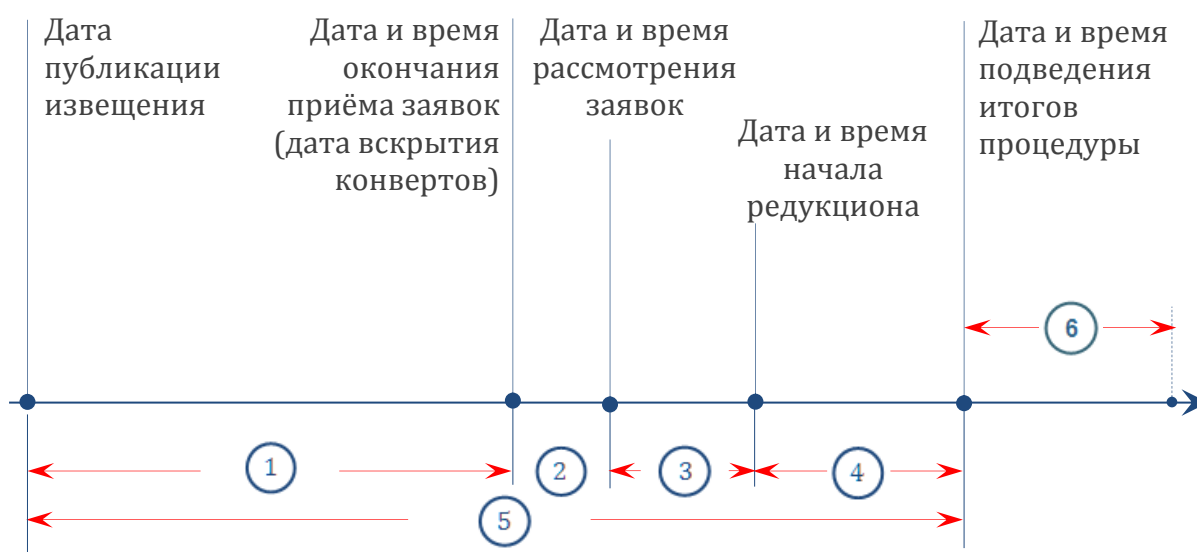 Дата
публикации
извещения
Дата и время
окончания
приёма заявок
(дата вскрытия
конвертов)
Дата и время
рассмотрения
заявок
Дата и время
начала
редукциона
Дата и время
подведения
итогов
процедуры
6
1
2
3
4
5